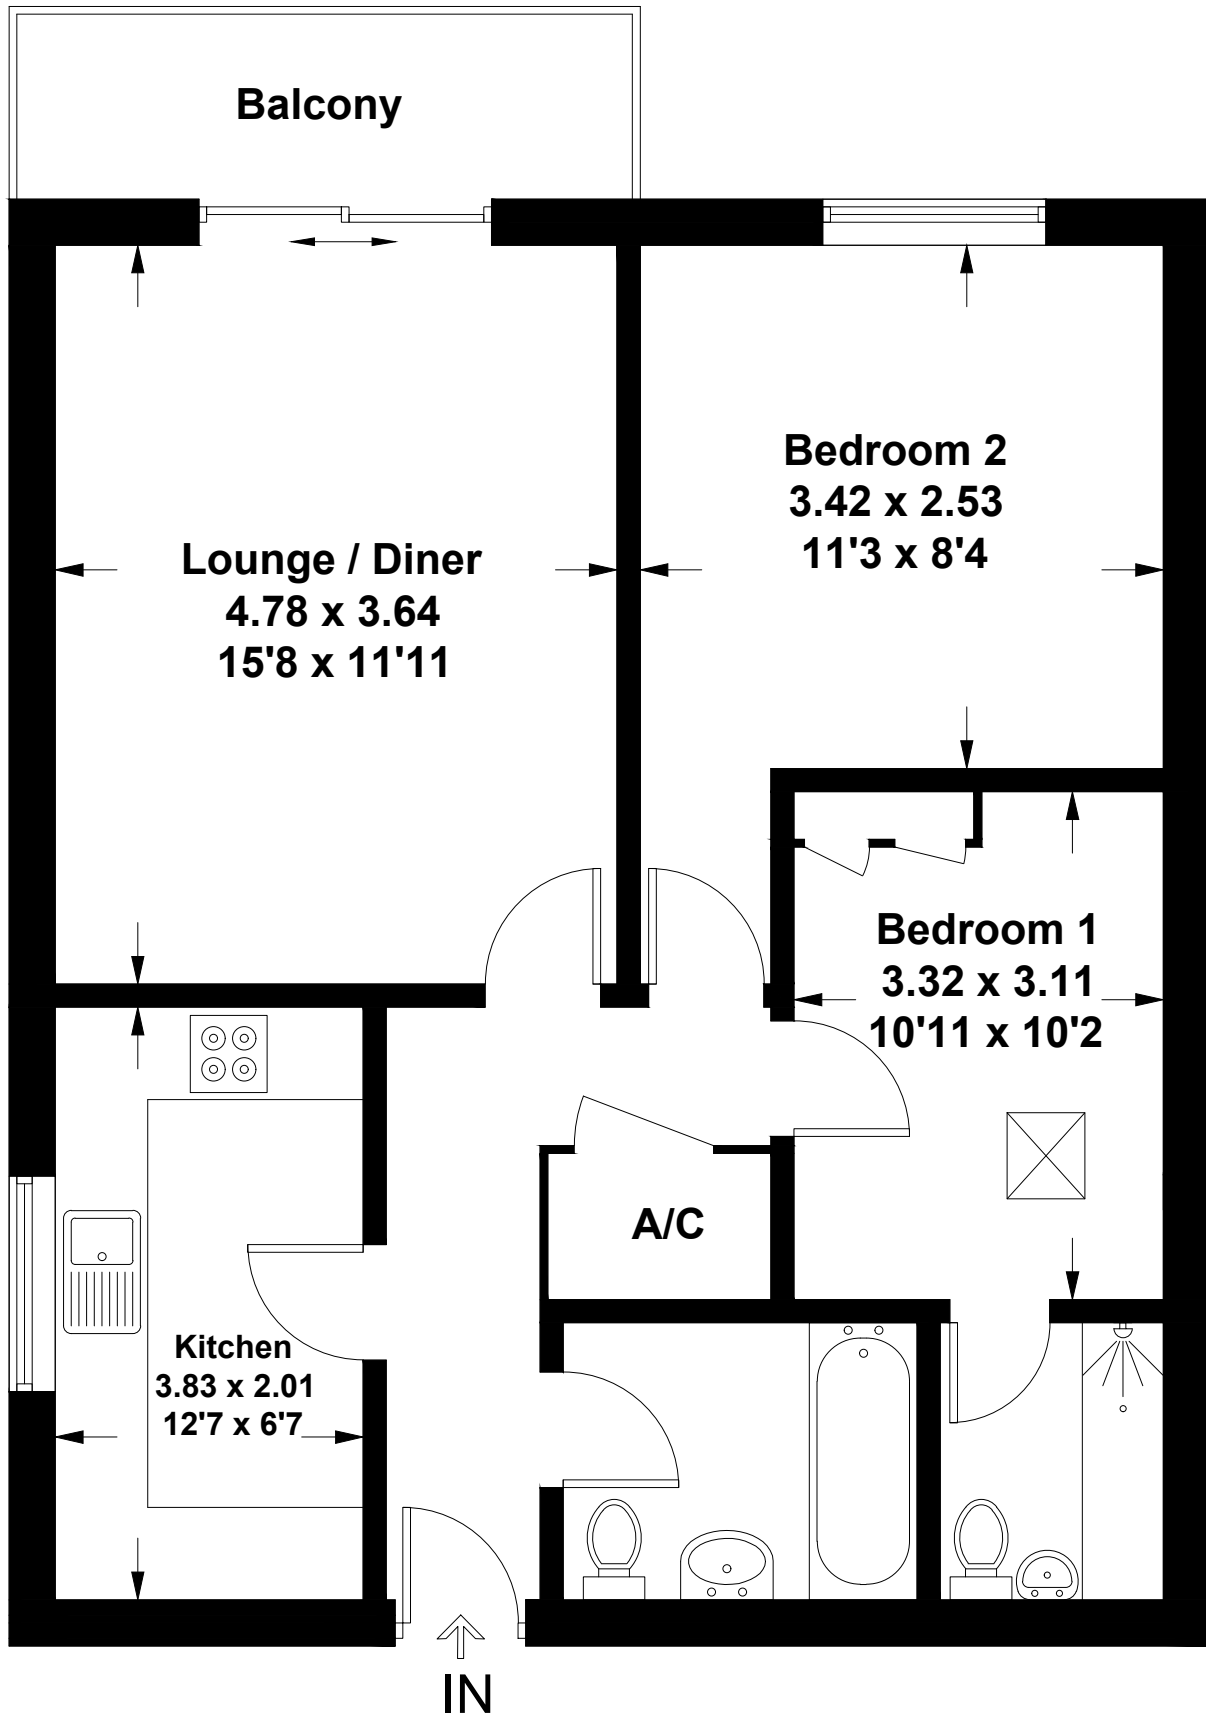 Balcony
Bedroom 2
3.42 x 2.53
11'3 x 8'4
Lounge / Diner
4.78 x 3.64
15'8 x 11'11
Bedroom 1
3.32 x 3.11
10'11 x 10'2
A/C
Kitchen
3.83 x 2.01
12'7 x 6'7
IN